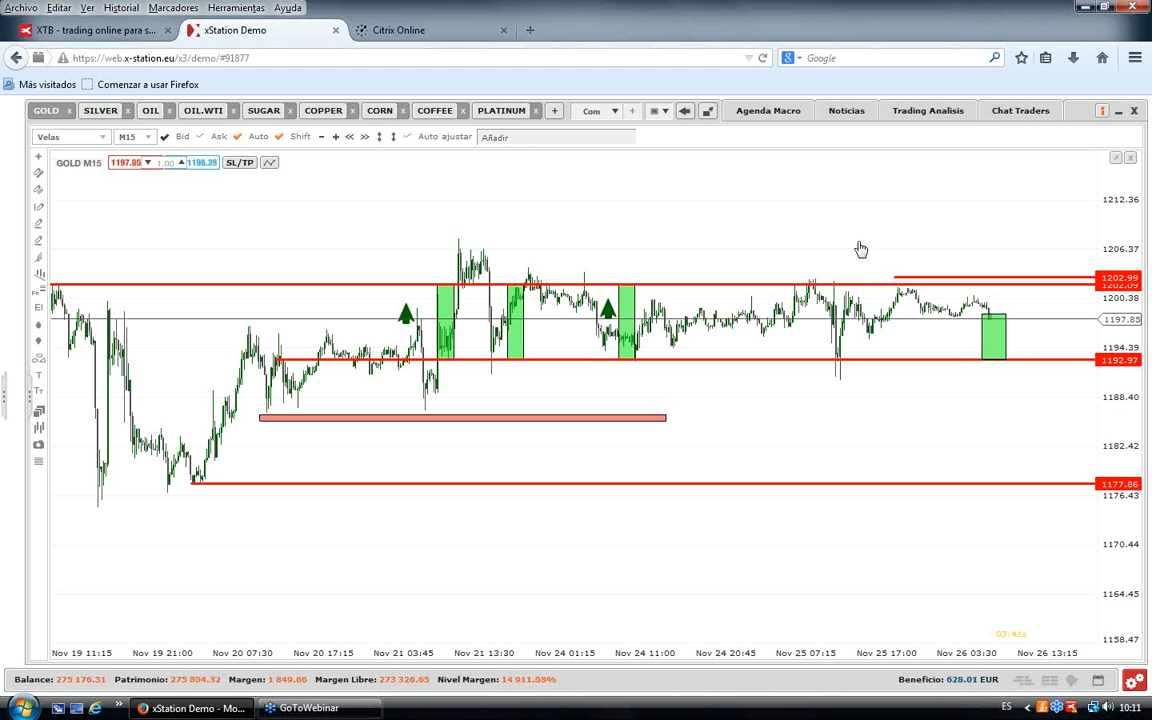 Archivo Editar Ver Historial Marcadores Herramientas Ayuda
XTB - trading online para s... × xStation Demo × Citrix Online × +
https://web.x-station.eu/x3/demo/#91877 Google
Más visitados Comenzar a usar Firefox
GOLD × SILVER × OIL × OIL.WTI × SUGAR × COPPER × CORN × COFFEE × PLATINUM × + Com + Agenda Macro Noticias Trading Analisis Chat Traders
Velas M15 Bid Ask Auto Shift - + << >> Auto ajustar Añadir
GOLD M15 1197.85 1.00 1198.39 SL/TP
1212.36
1206.37
1202.99
1202.09
1200.38
1197.85
1194.39
1192.97
1188.40
1182.42
1177.86
1176.43
1170.44
1164.45
1158.47
03:41s
Nov 19 11:15 Nov 19 21:00 Nov 20 07:30 Nov 20 17:15 Nov 21 03:45 Nov 21 13:30 Nov 24 01:15 Nov 24 11:00 Nov 24 20:45 Nov 25 07:15 Nov 25 17:00 Nov 26 03:30 Nov 26 13:15
Balance: 275 176.31 Patrimonio: 275 804.32 Margen: 1 849.66 Margen Libre: 273 326.65 Nivel Margen: 14 911.03% Beneficio: 628.01 EUR
xStation Demo - Mo... GoToWebinar ES 10:11